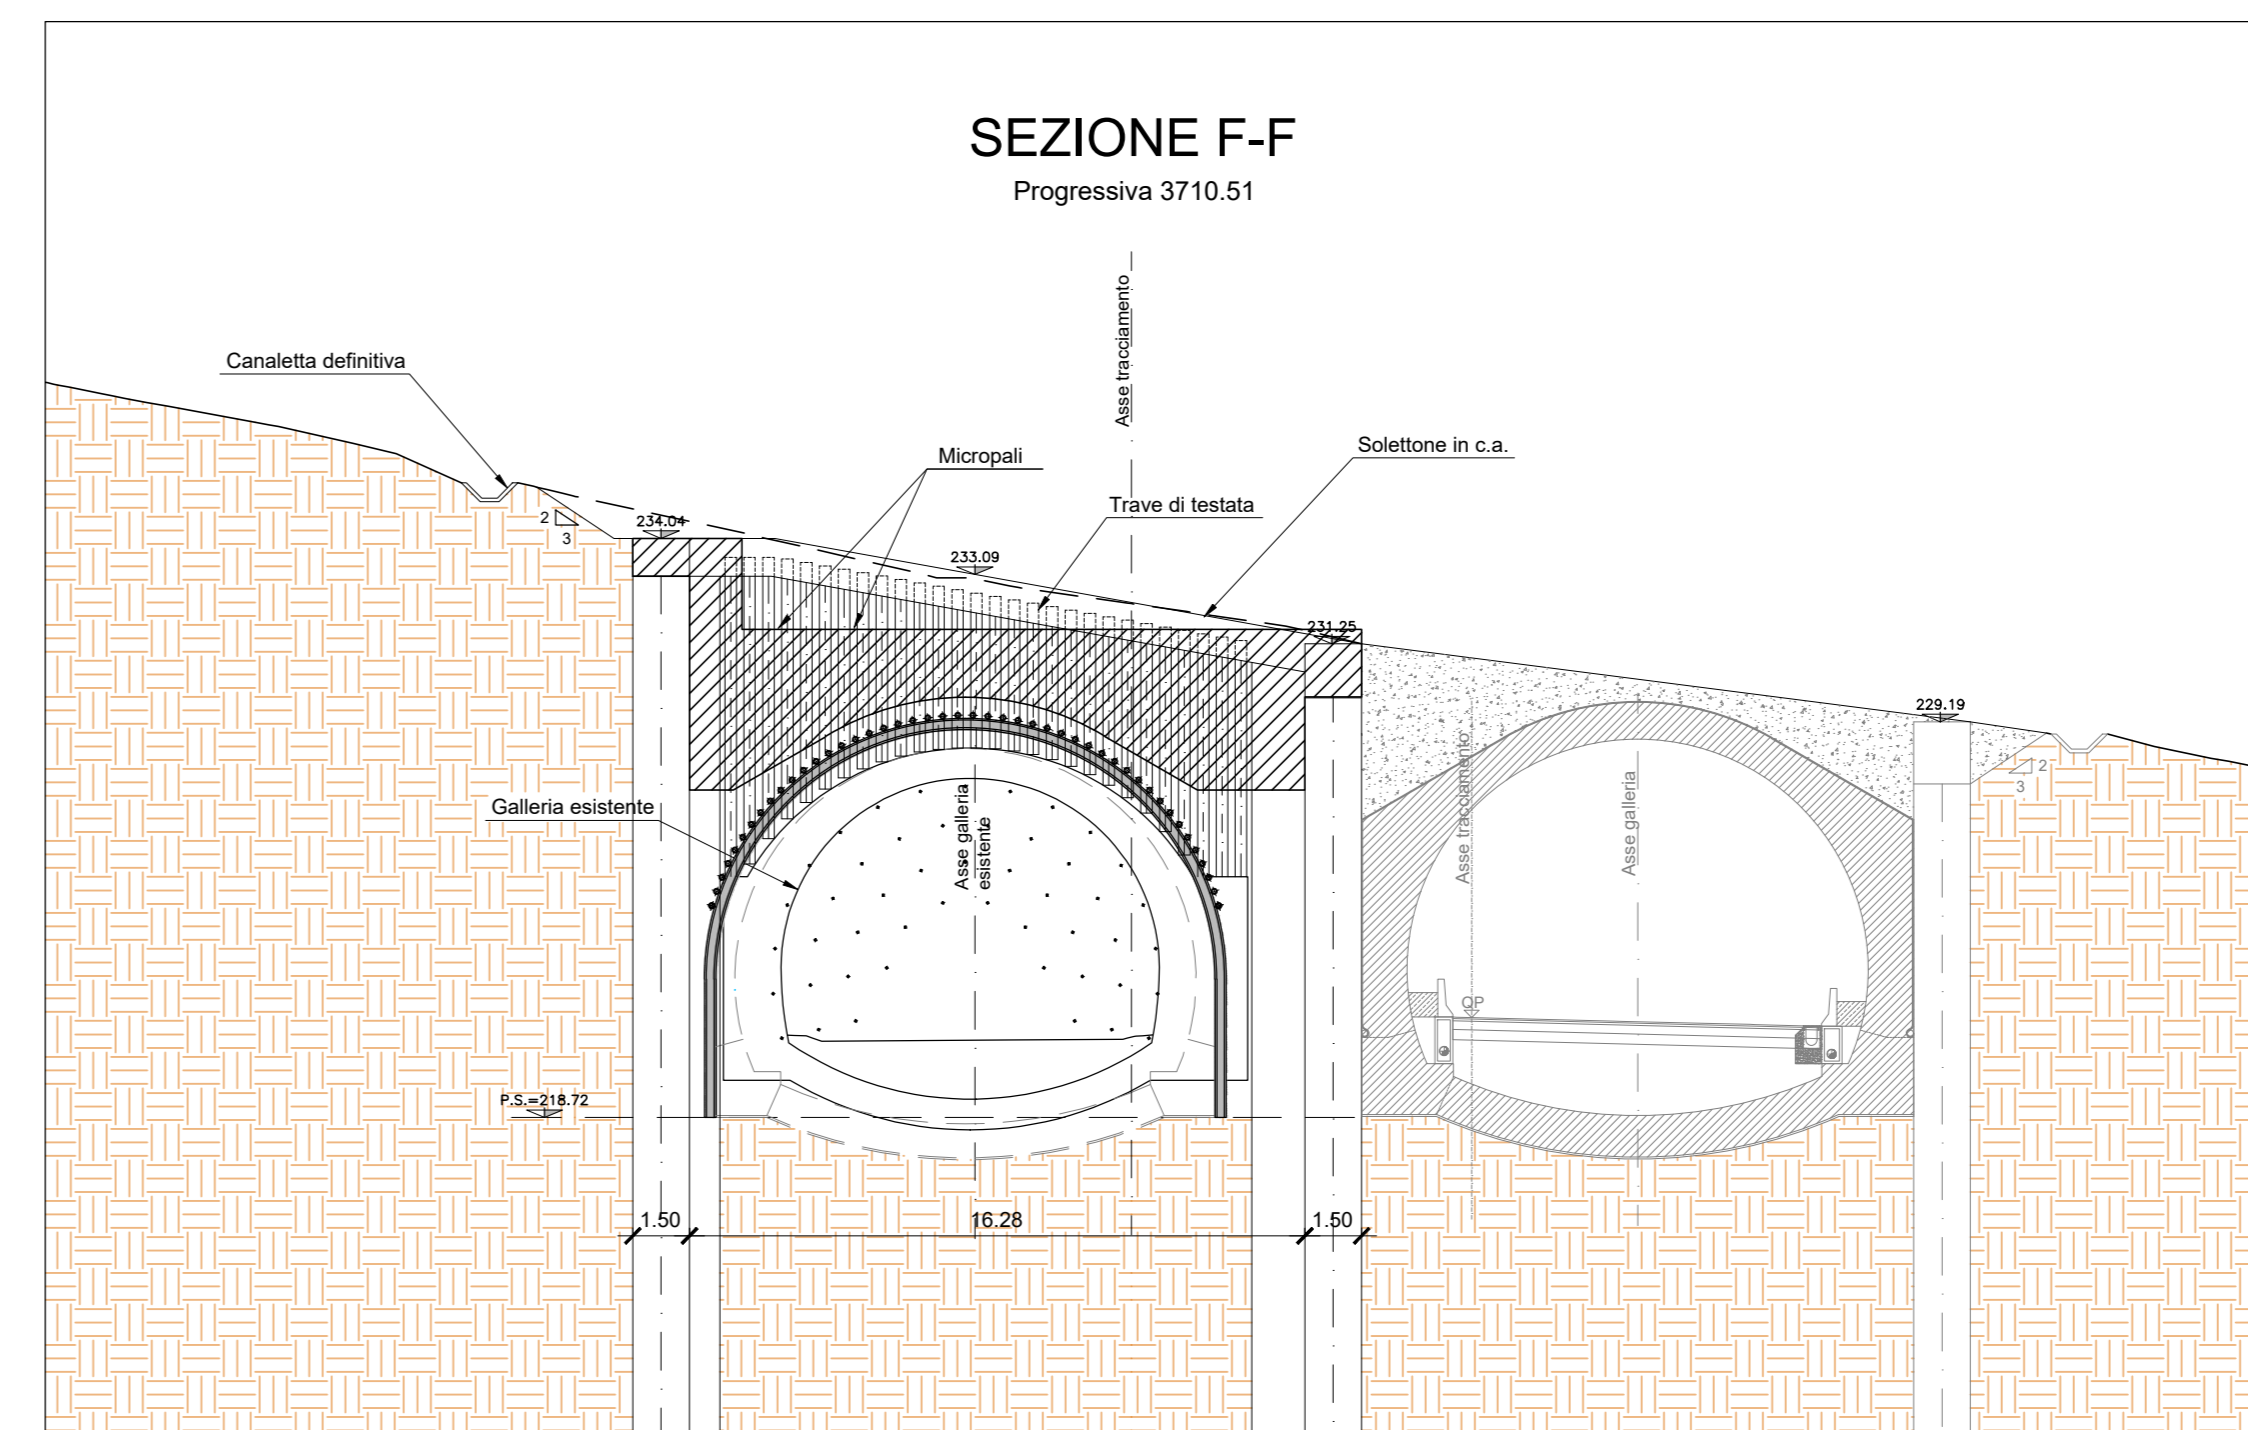 SEZIONE F-F
Progressiva 3710.51
Asse tracciamento
Canaletta definitiva
Micropali
Solettone in c.a.
Trave di testata
2
3
234.04
233.09
231.25
229.19
2
3
Galleria esistente
Asse galleria
esistente
Asse tracciamento
Asse galleria
QP
P.S.=218.72
1.50
16.28
1.50